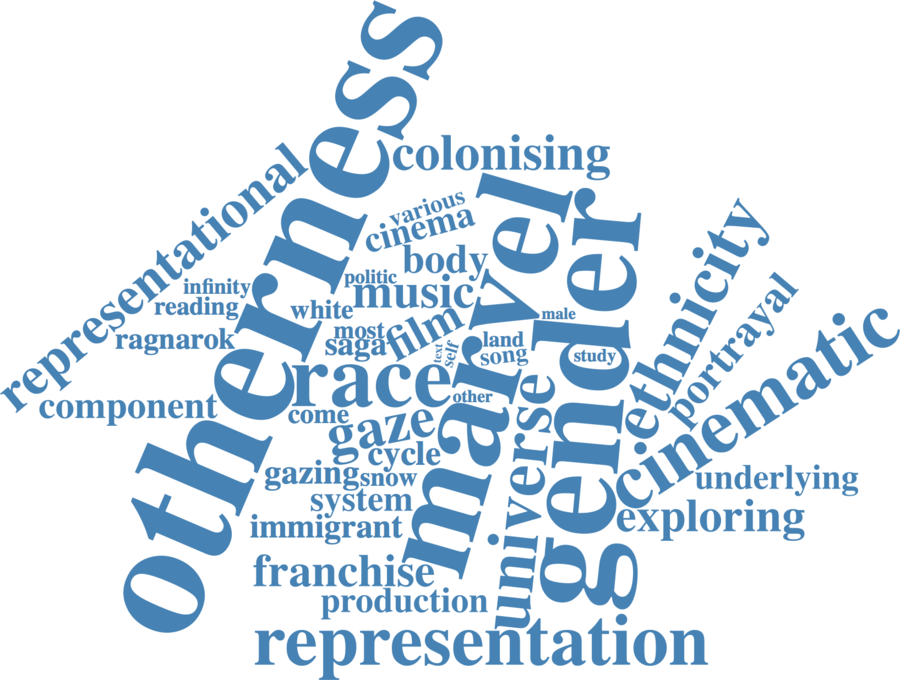 otherness
colonising
representational
various
cinema
marvel
gender
ethnicity
body
politic
infinity
music
reading
white
male
portrayal
most
film
ragnarok
saga
text
self
land
song
study
cinematic
race
other
component
come
gaze
universe
cycle
gazing
snow
underlying
system
exploring
immigrant
franchise
production
representation